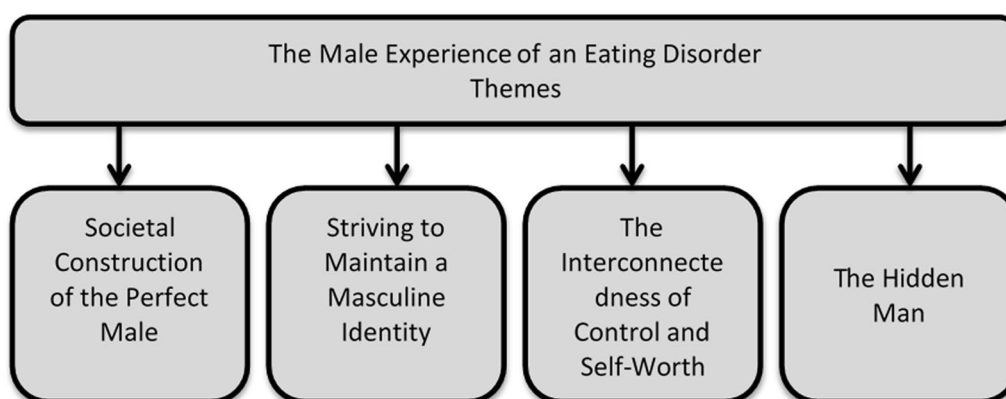 The Male Experience of an Eating Disorder
Themes
Societal
Construction
of the Perfect
Male
Striving to
Maintain a
Masculine
Identity
The
Interconnecte
dness of
Control and
Self-Worth
The Hidden
Man